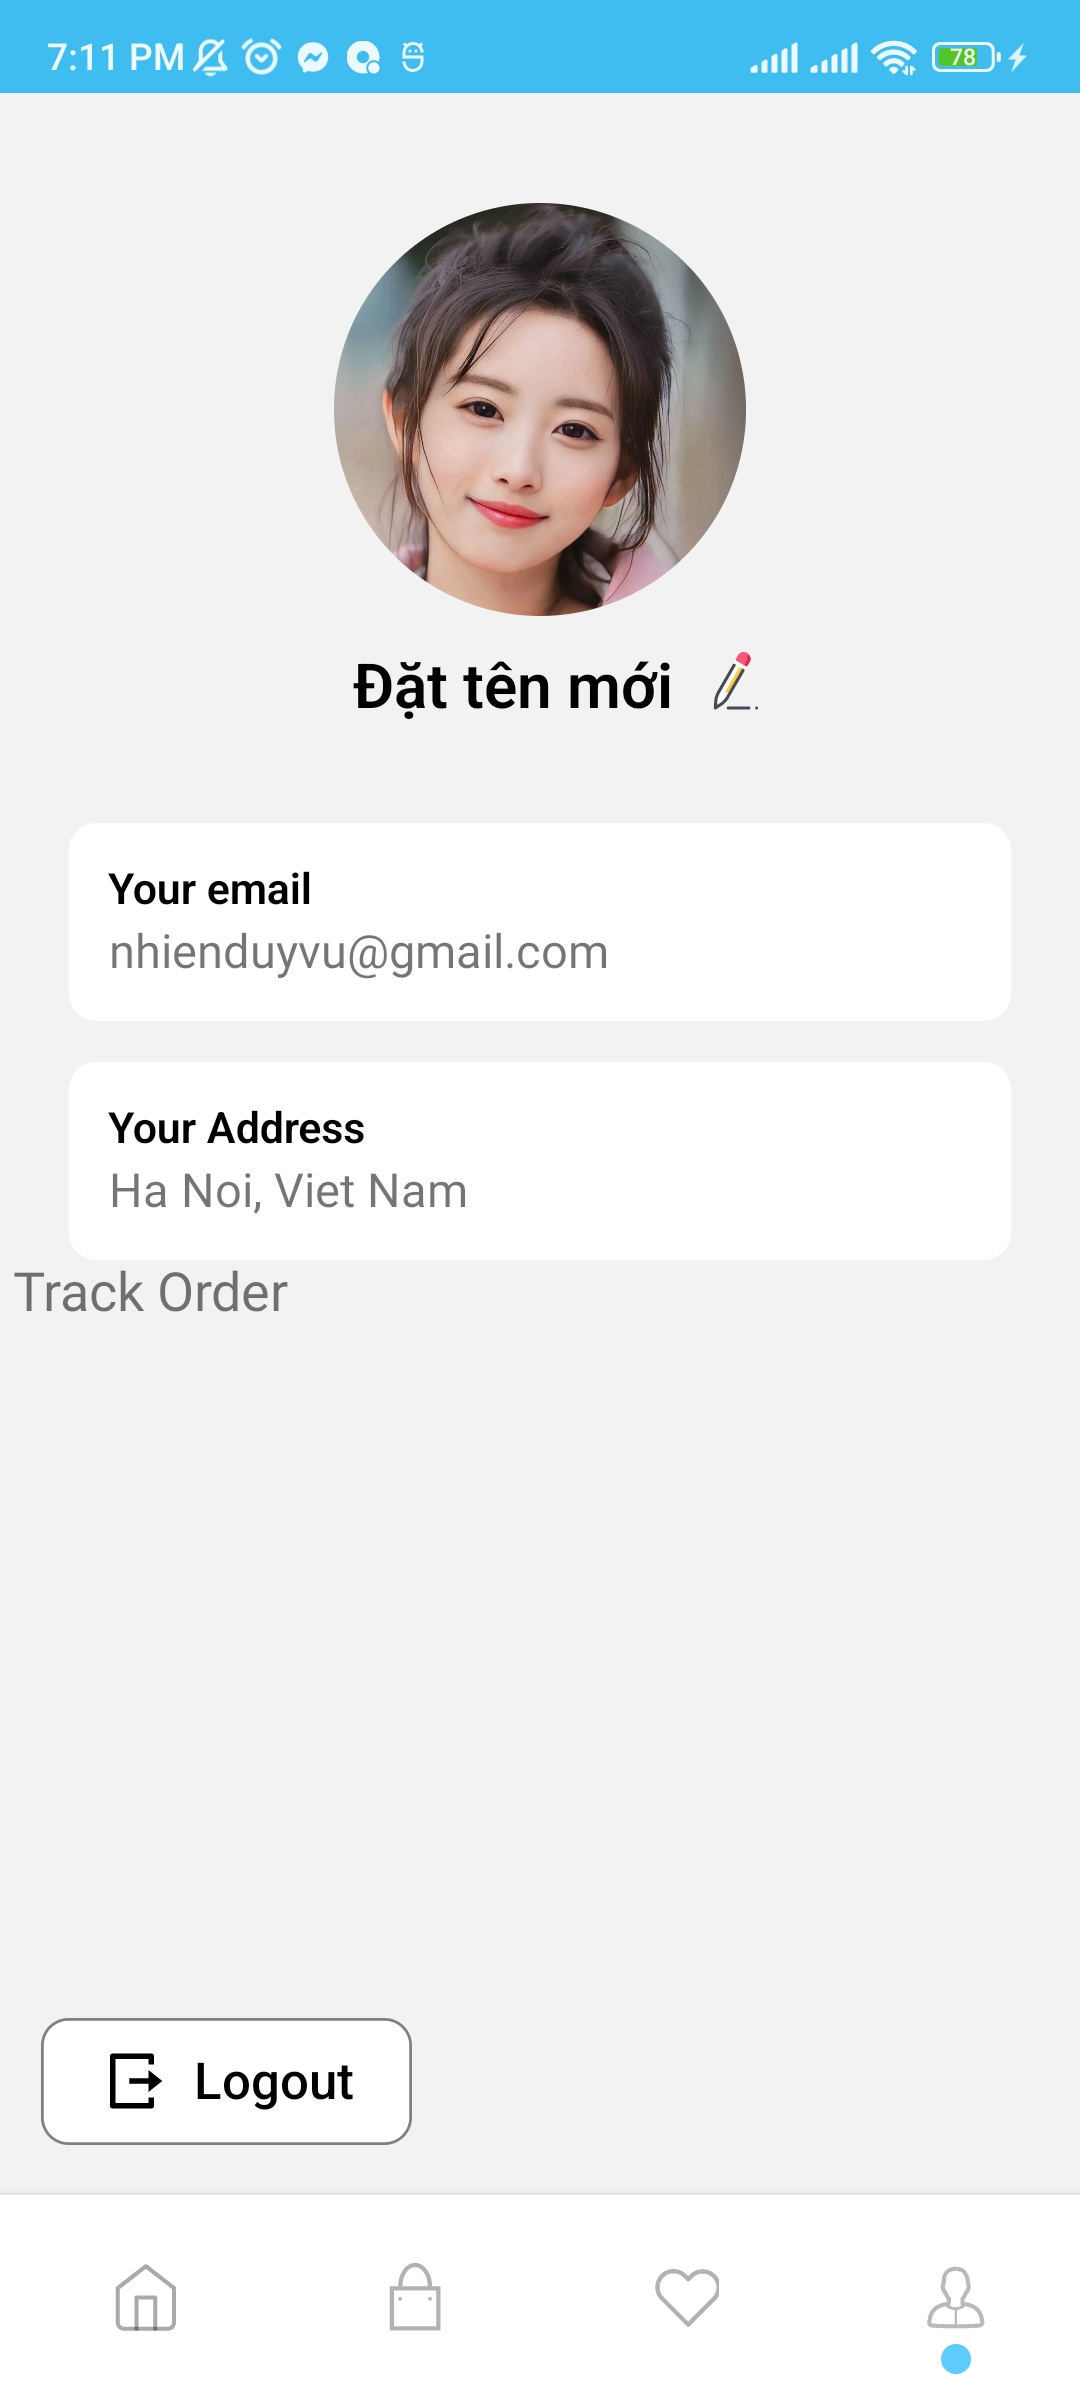 7:11 PM
78
Đặt tên mới
Your email
nhienduyvu@gmail.com
Your Address
Ha Noi, Viet Nam
Track Order
Logout